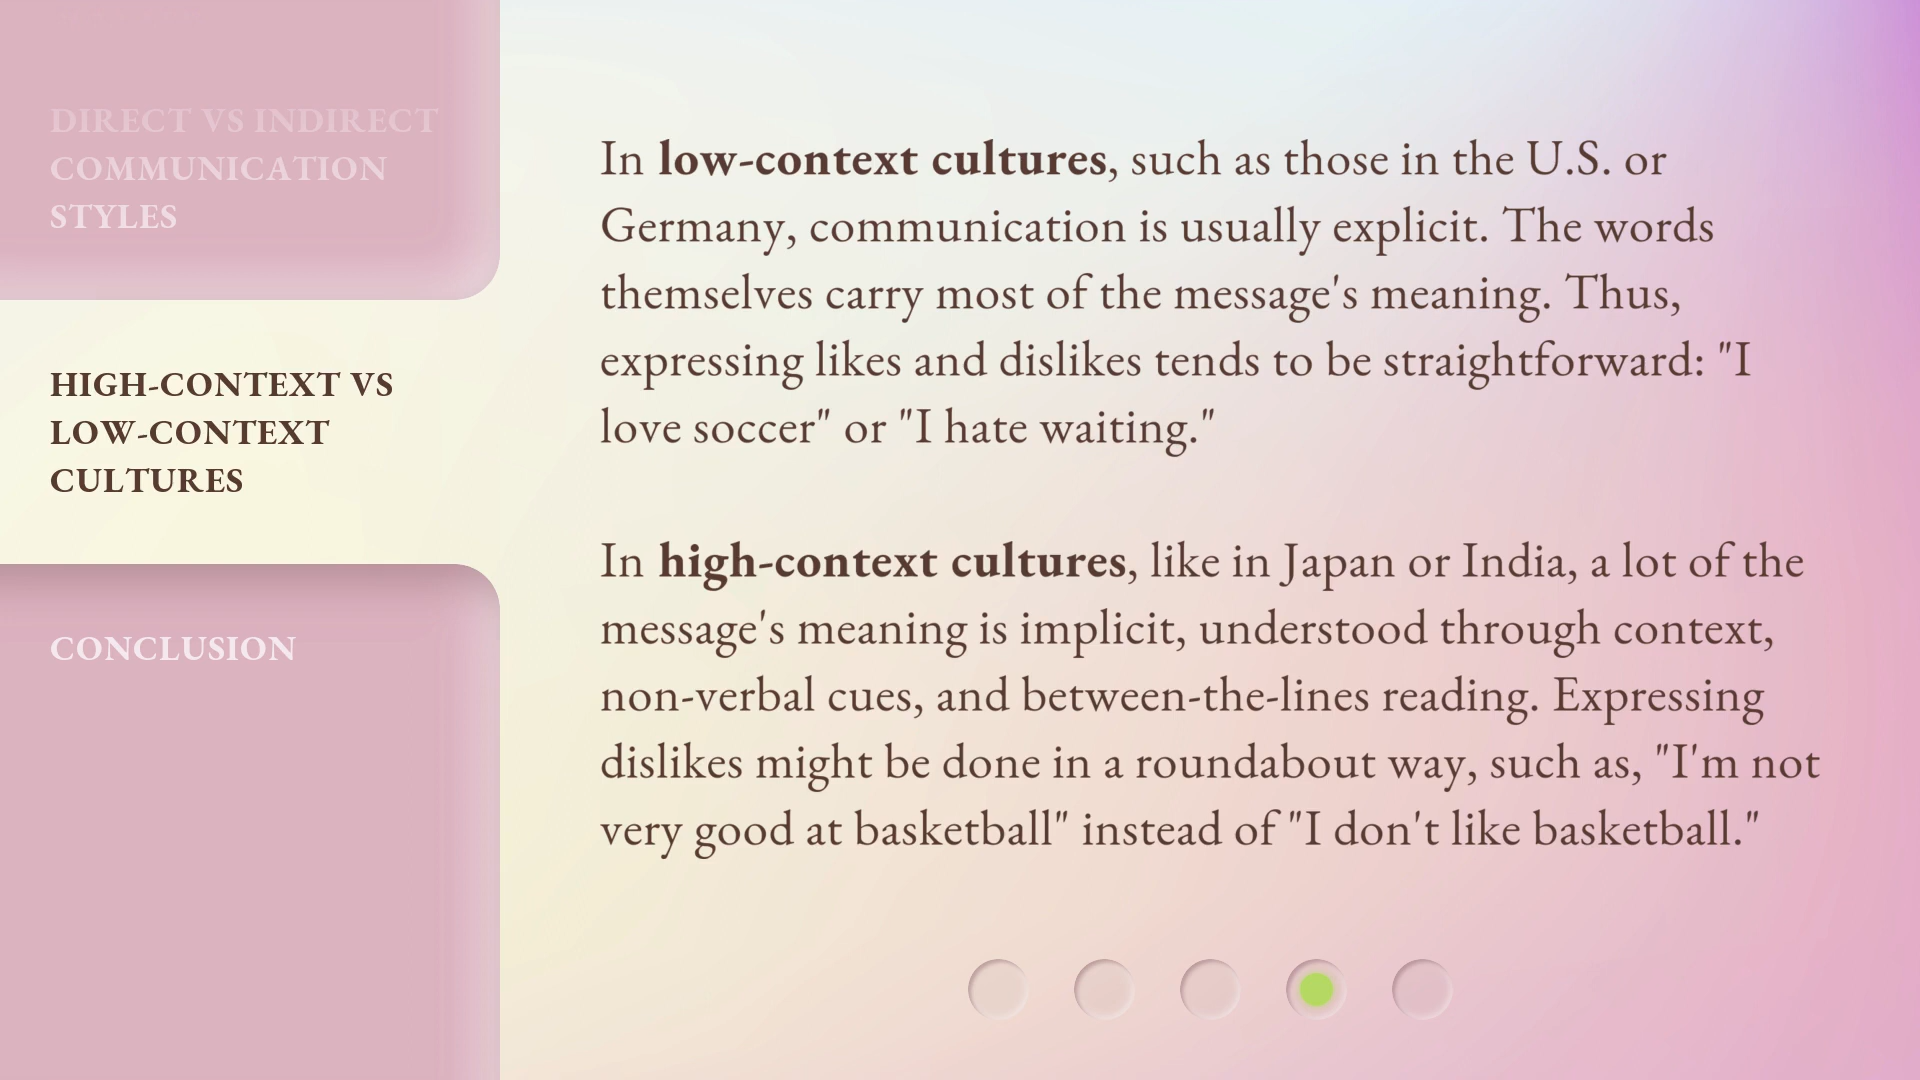 DIRECT VS INDIRECT
COMMUNICATION
STYLES
HIGH-CONTEXT VS
LOW-CONTEXT
CULTURES
CONCLUSION
In low-context cultures, such as those in the U.S. or
Germany, communication is usually explicit. The words
themselves carry most of the message's meaning. Thus,
expressing likes and dislikes tends to be straightforward: "I
love soccer" or "I hate waiting."
In high-context cultures, like in Japan or India, a lot of the
message's meaning is implicit, understood through context,
non-verbal cues, and between-the-lines reading. Expressing
dislikes might be done in a roundabout way, such as, "I'm not
very good at basketball" instead of "I don't like basketball."